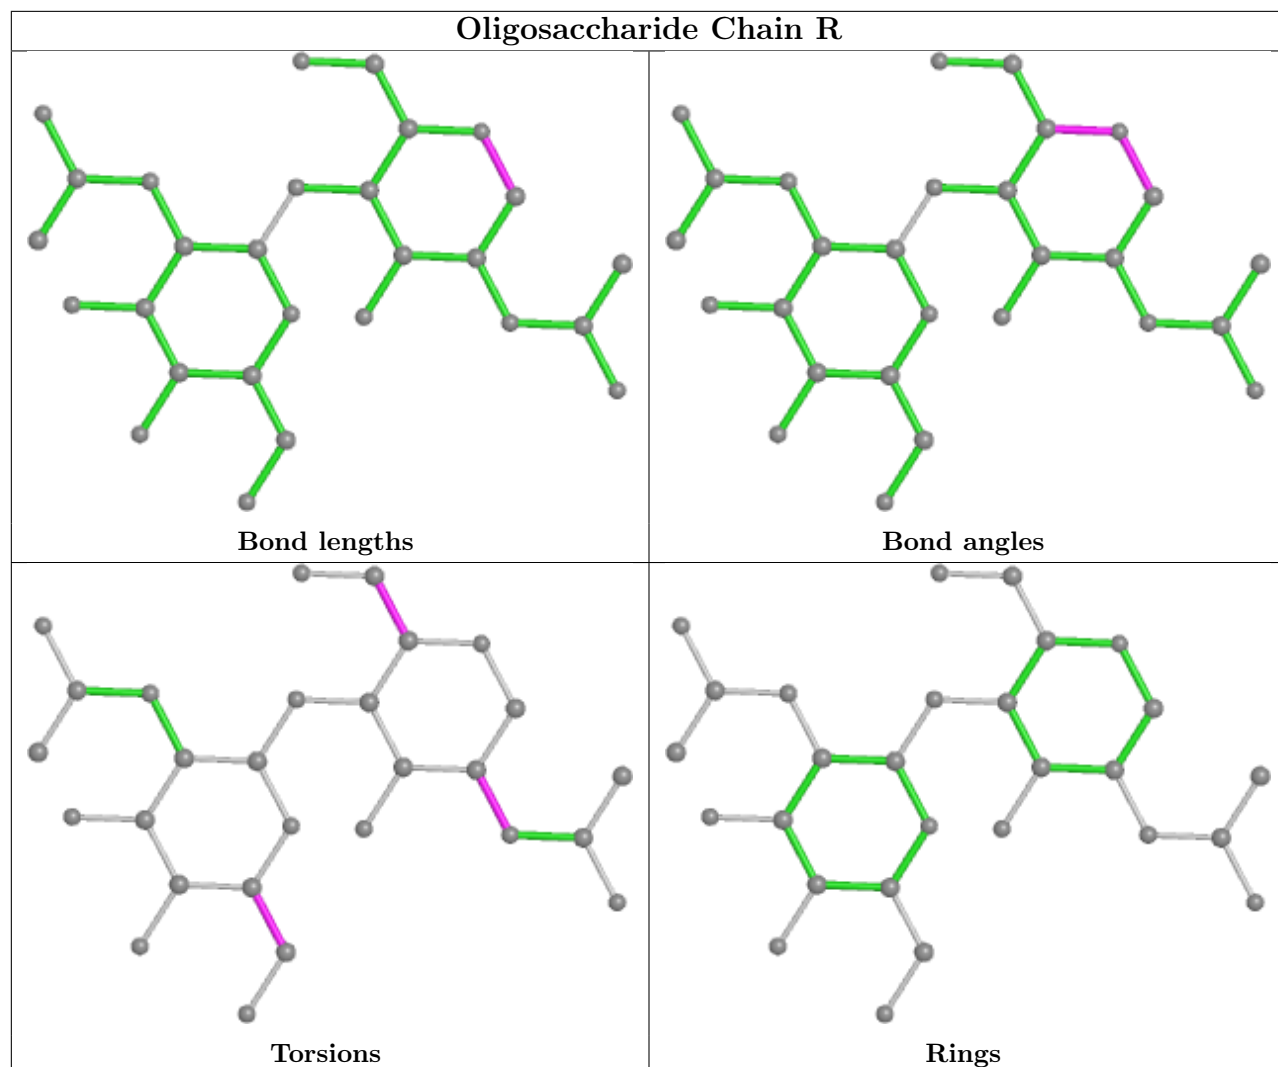 Oligosaccharide Chain R
Bond lengths
Bond angles
Torsions
Rings